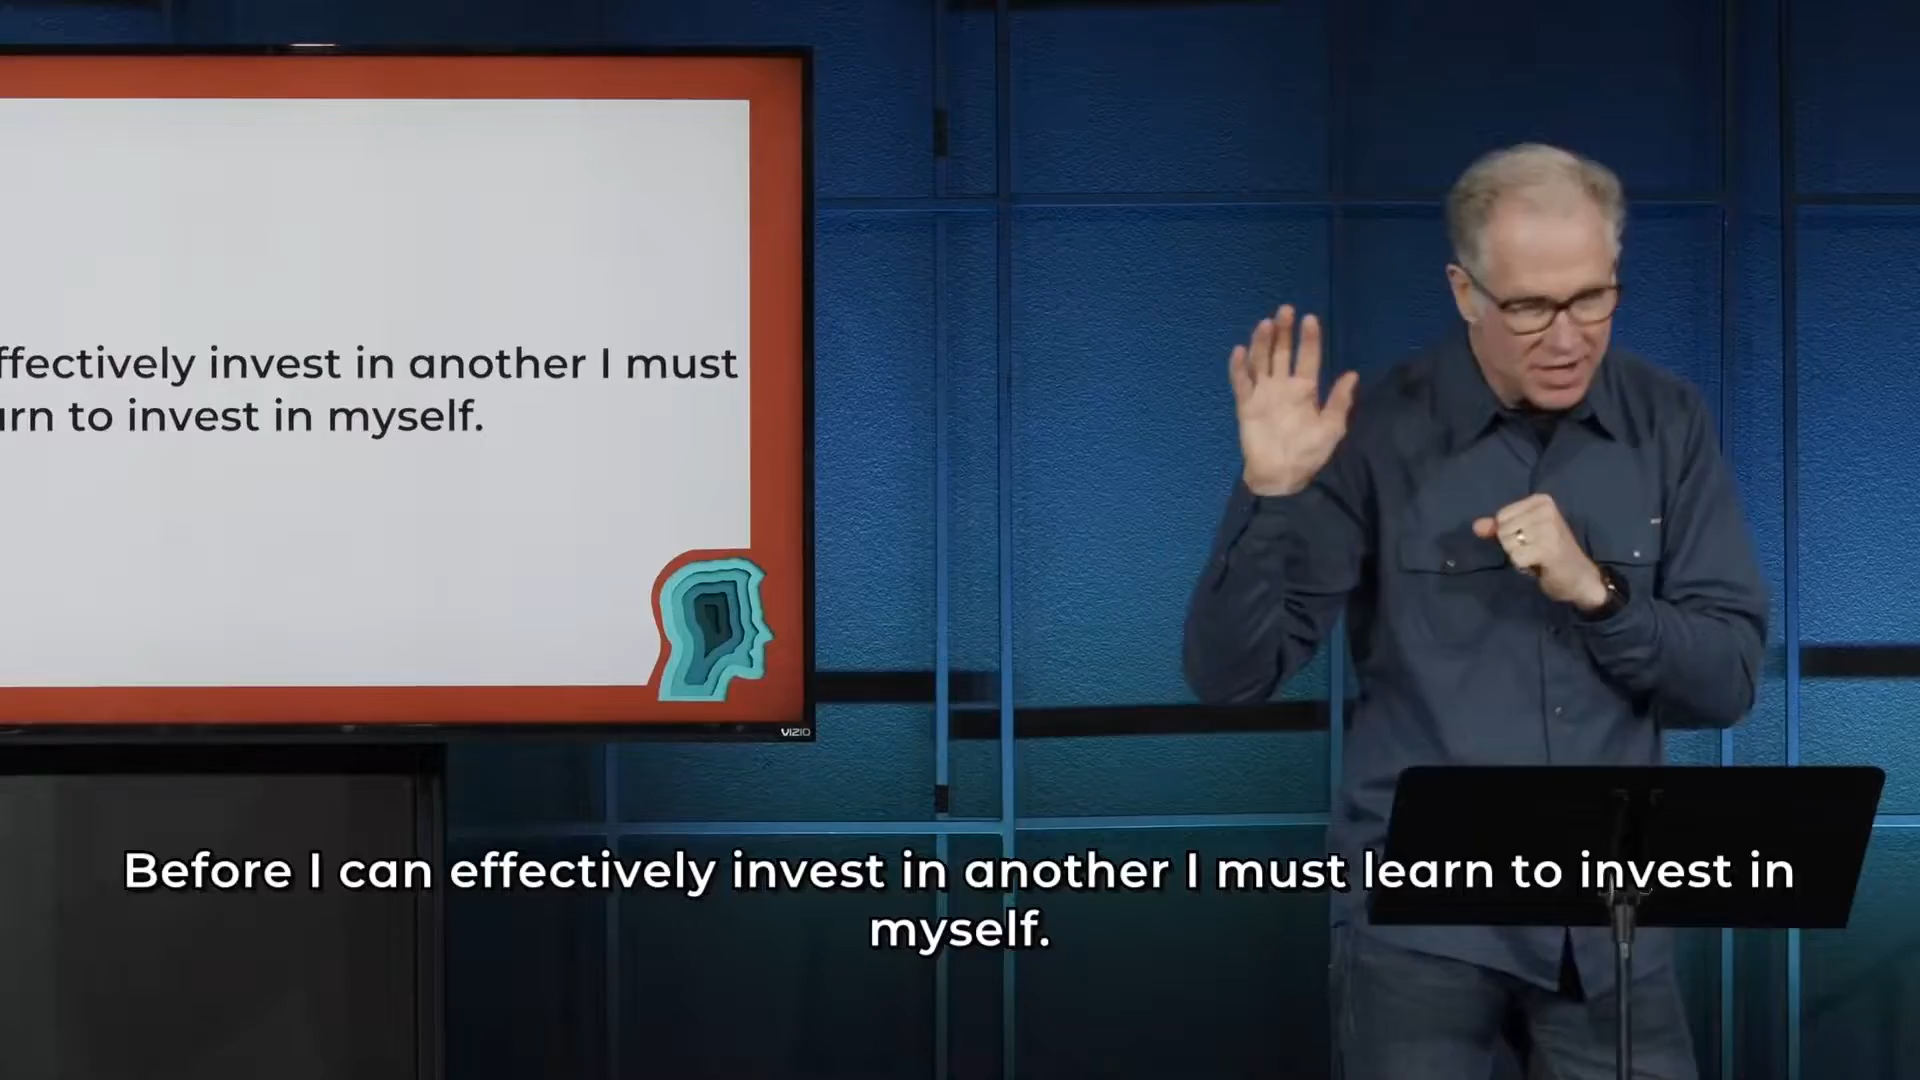 ffectively invest in another I must
arn to invest in myself.
VIZIO
Before I can effectively invest in another I must learn to invest in
myself.